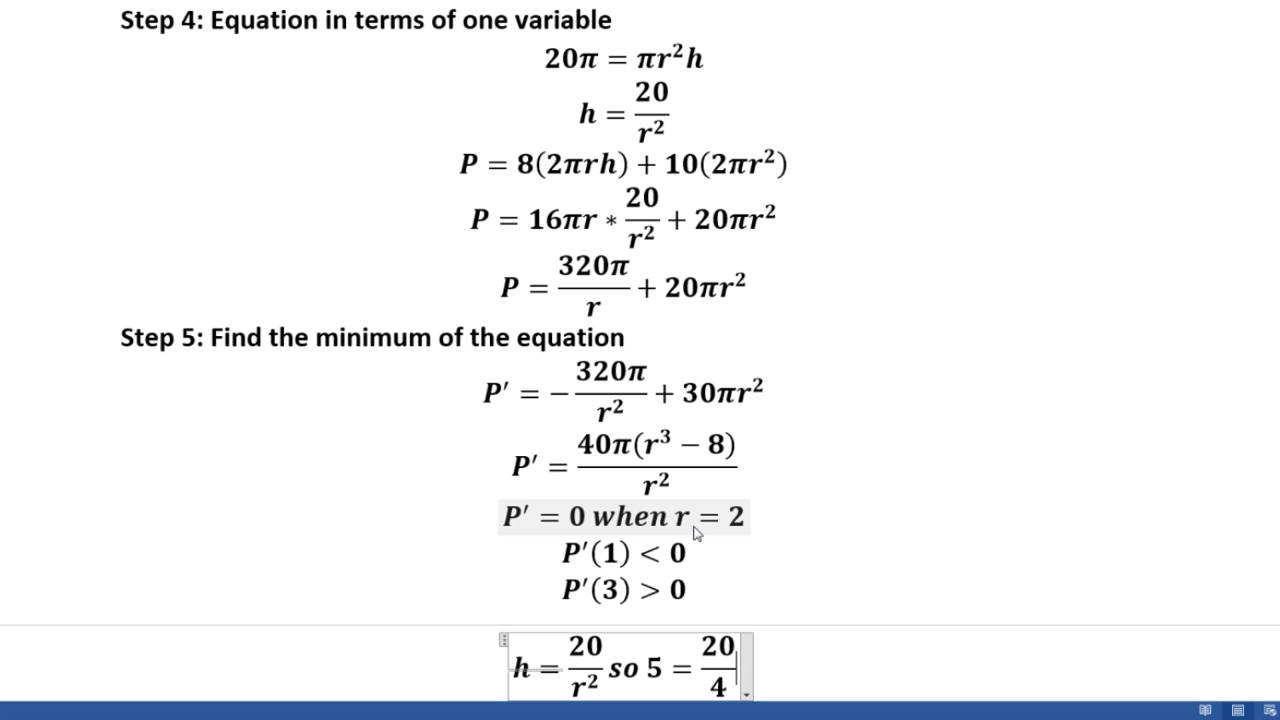 Step 4: Equation in terms of one variable
20π = πr²h
h = 20/r²
P = 8(2πrh) + 10(2πr²)
P = 16πr * 20/r² + 20πr²
P = 320π/r + 20πr²
Step 5: Find the minimum of the equation
P′ = −320π/r² + 30πr²
P′ = 40π(r³ − 8)/r²
P′ = 0 when r = 2
P′(1) < 0
P′(3) > 0
h = 20/r² so 5 = 20/4